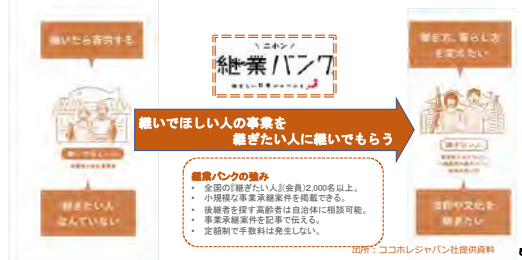 継いだら苦労する
継ぎたい人
なんていない
ニホン
継業バンク
継いでほしい人の事業を
継ぎたい人に継いでもらう
継業バンクの強み
• 全国の『継ぎたい人』(会員)2,000名以上。
• 小規模な事業承継案件を掲載できる。
• 後継者を探す高齢者は自治体に相談可能。
• 事業承継案件を記事で伝える。
• 定額制で手数料は発生しない。
働き方、暮らし方
を変えたい
継ぎたい人
継ぎたい
出所：ココホレジャパン社提供資料